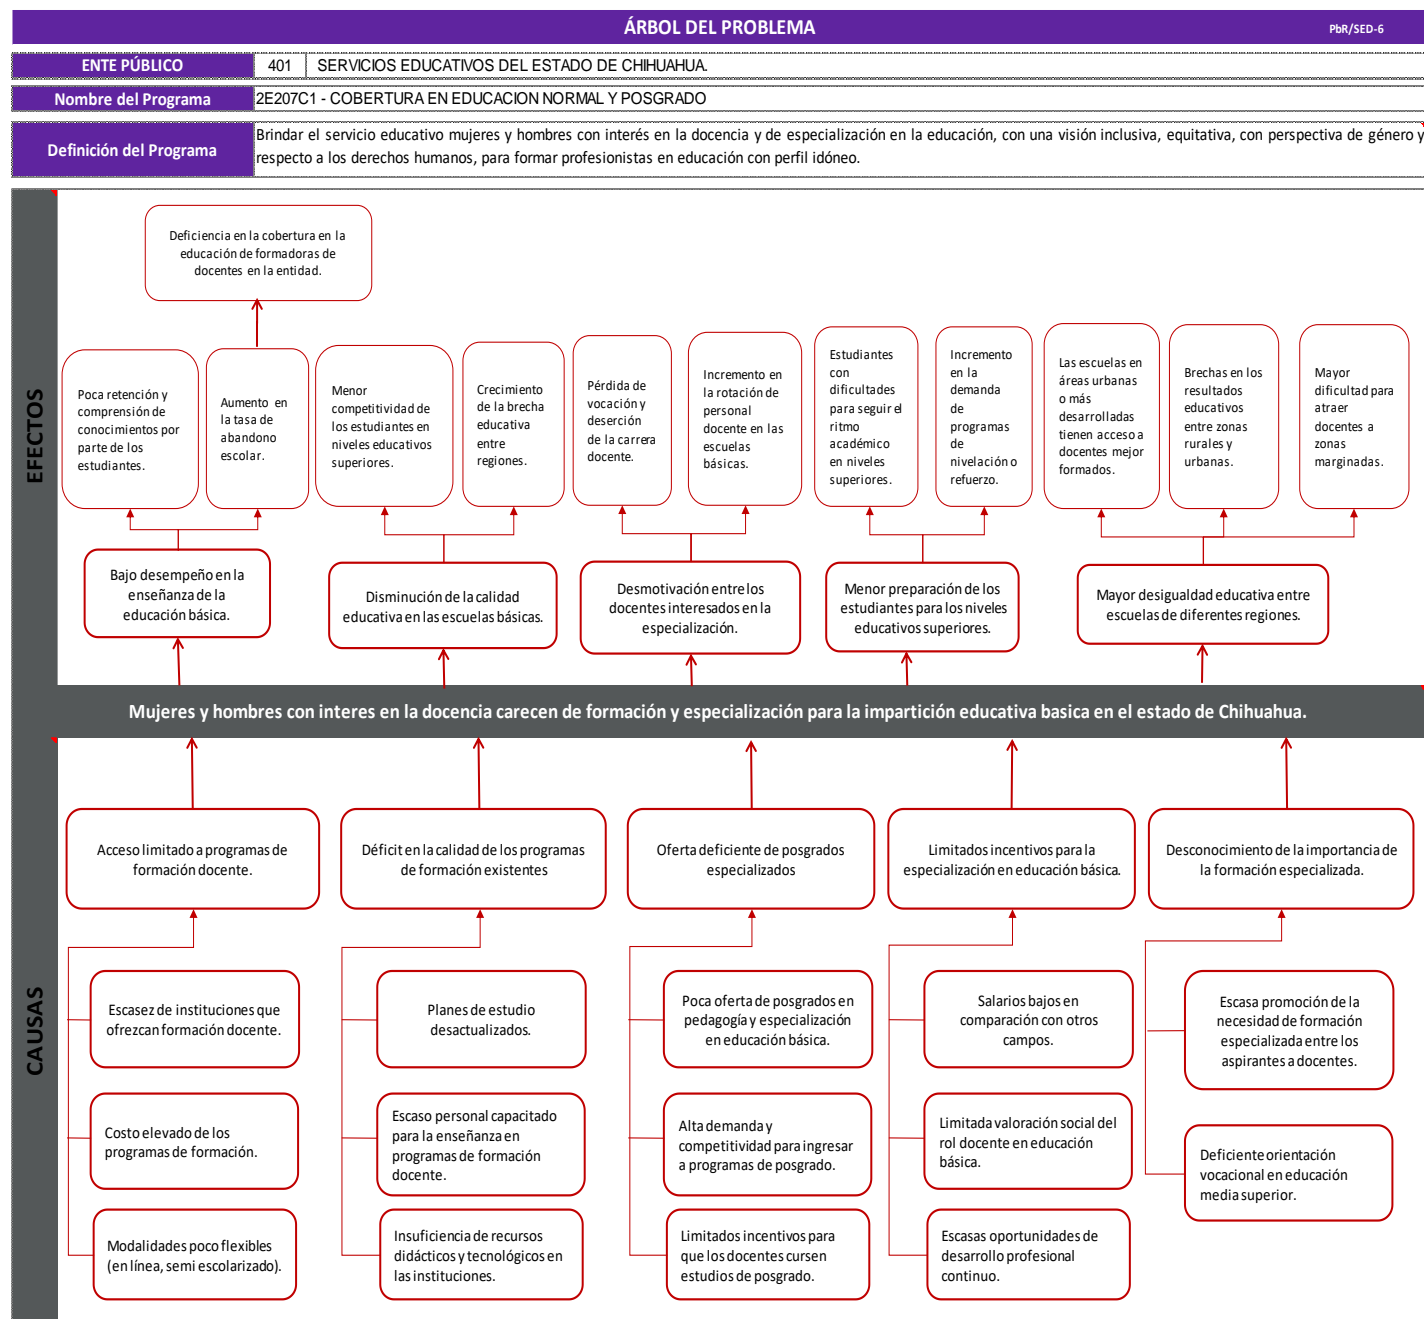 ÁRBOL DEL PROBLEMA
PbR/SED-6
ENTE PÚBLICO
401
SERVICIOS EDUCATIVOS DEL ESTADO DE CHIHUAHUA.
Nombre del Programa
2E207C1 - COBERTURA EN EDUCACION NORMAL Y POSGRADO
Definición del Programa
Brindar el servicio educativo mujeres y hombres con interés en la docencia y de especialización en la educación, con una visión inclusiva, equitativa, con perspectiva de género y
respecto a los derechos humanos, para formar profesionistas en educación con perfil idóneo.
EFECTOS
Deficiencia en la cobertura en la
educación de formadoras de
docentes en la entidad.
Poca retención y
comprensión de
conocimientos por
parte de los
estudiantes.
Aumento en
la tasa de
abandono
escolar.
Menor
competitividad de
los estudiantes en
niveles educativos
superiores.
Crecimiento
de la brecha
educativa
entre
regiones.
Pérdida de
vocación y
deserción
de la carrera
docente.
Incremento en
la rotación de
personal
docente en las
escuelas
básicas.
Estudiantes
con
dificultades
para seguir el
ritmo
académico
en niveles
superiores.
Incremento
en la
demanda
de
programas
de
nivelación o
refuerzo.
Las escuelas en
áreas urbanas
o más
desarrolladas
tienen acceso a
docentes mejor
formados.
Brechas en los
resultados
educativos
entre zonas
rurales y
urbanas.
Mayor
dificultad para
atraer
docentes a
zonas
marginadas.
Bajo desempeño en la
enseñanza de la
educación básica.
Disminución de la calidad
educativa en las escuelas básicas.
Desmotivación entre los
docentes interesados en la
especialización.
Menor preparación de los
estudiantes para los niveles
educativos superiores.
Mayor desigualdad educativa entre
escuelas de diferentes regiones.
Mujeres y hombres con interes en la docencia carecen de formación y especialización para la impartición educativa basica en el estado de Chihuahua.
CAUSAS
Acceso limitado a programas de
formación docente.
Déficit en la calidad de los programas
de formación existentes
Oferta deficiente de posgrados
especializados
Limitados incentivos para la
especialización en educación básica.
Desconocimiento de la importancia de
la formación especializada.
Escasez de instituciones que
ofrezcan formación docente.
Planes de estudio
desactualizados.
Poca oferta de posgrados en
pedagogía y especialización
en educación básica.
Salarios bajos en
comparación con otros
campos.
Escasa promoción de la
necesidad de formación
especializada entre los
aspirantes a docentes.
Costo elevado de los
programas de formación.
Escaso personal capacitado
para la enseñanza en
programas de formación
docente.
Alta demanda y
competitividad para ingresar
a programas de posgrado.
Limitada valoración social del
rol docente en educación
básica.
Deficiente orientación
vocacional en educación
media superior.
Modalidades poco flexibles
(en línea, semi escolarizado).
Insuficiencia de recursos
didácticos y tecnológicos en
las instituciones.
Limitados incentivos para
que los docentes cursen
estudios de posgrado.
Escasas oportunidades de
desarrollo profesional
continuo.